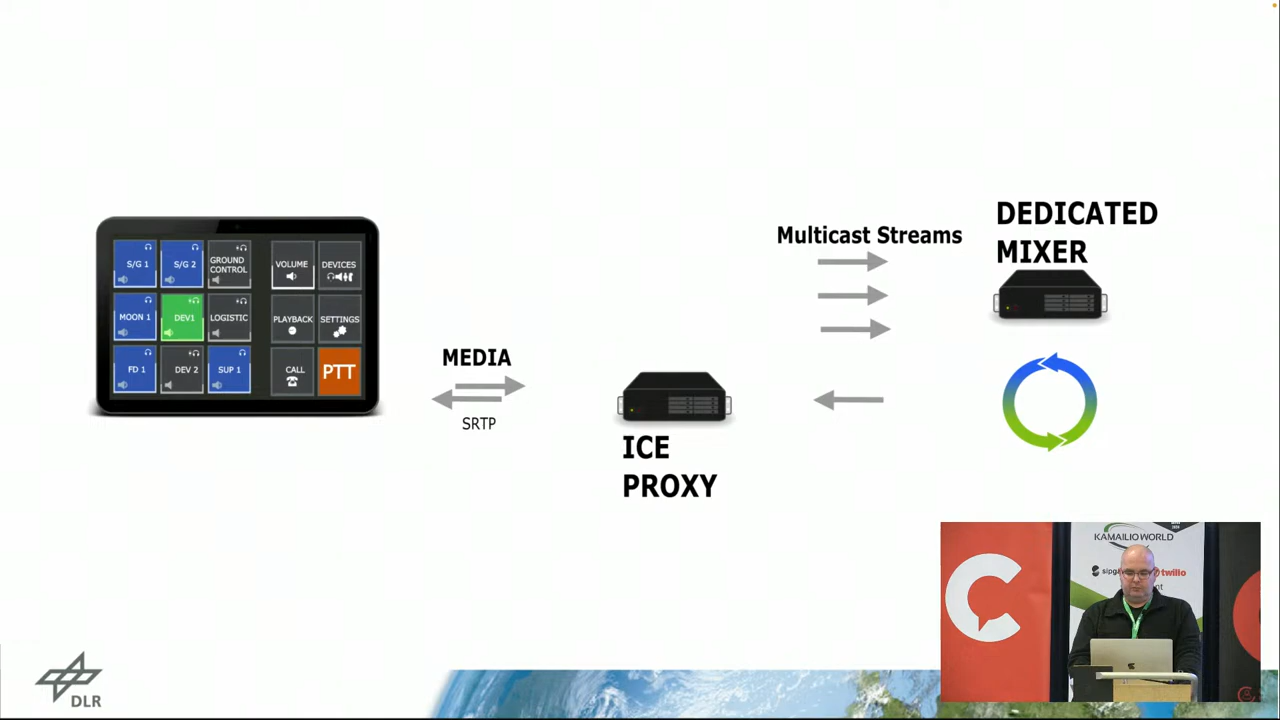 DEDICATED
MIXER
Multicast Streams
S/G 1
S/G 2
GROUND
CONTROL
VOLUME
DEVICES
MOON 1
DEV1
LOGISTIC
PLAYBACK
SETTINGS
FD 1
DEV 2
SUP 1
CALL
PTT
MEDIA
SRTP
ICE
PROXY
KAMAILIO WORLD
sipg
twilio
DLR